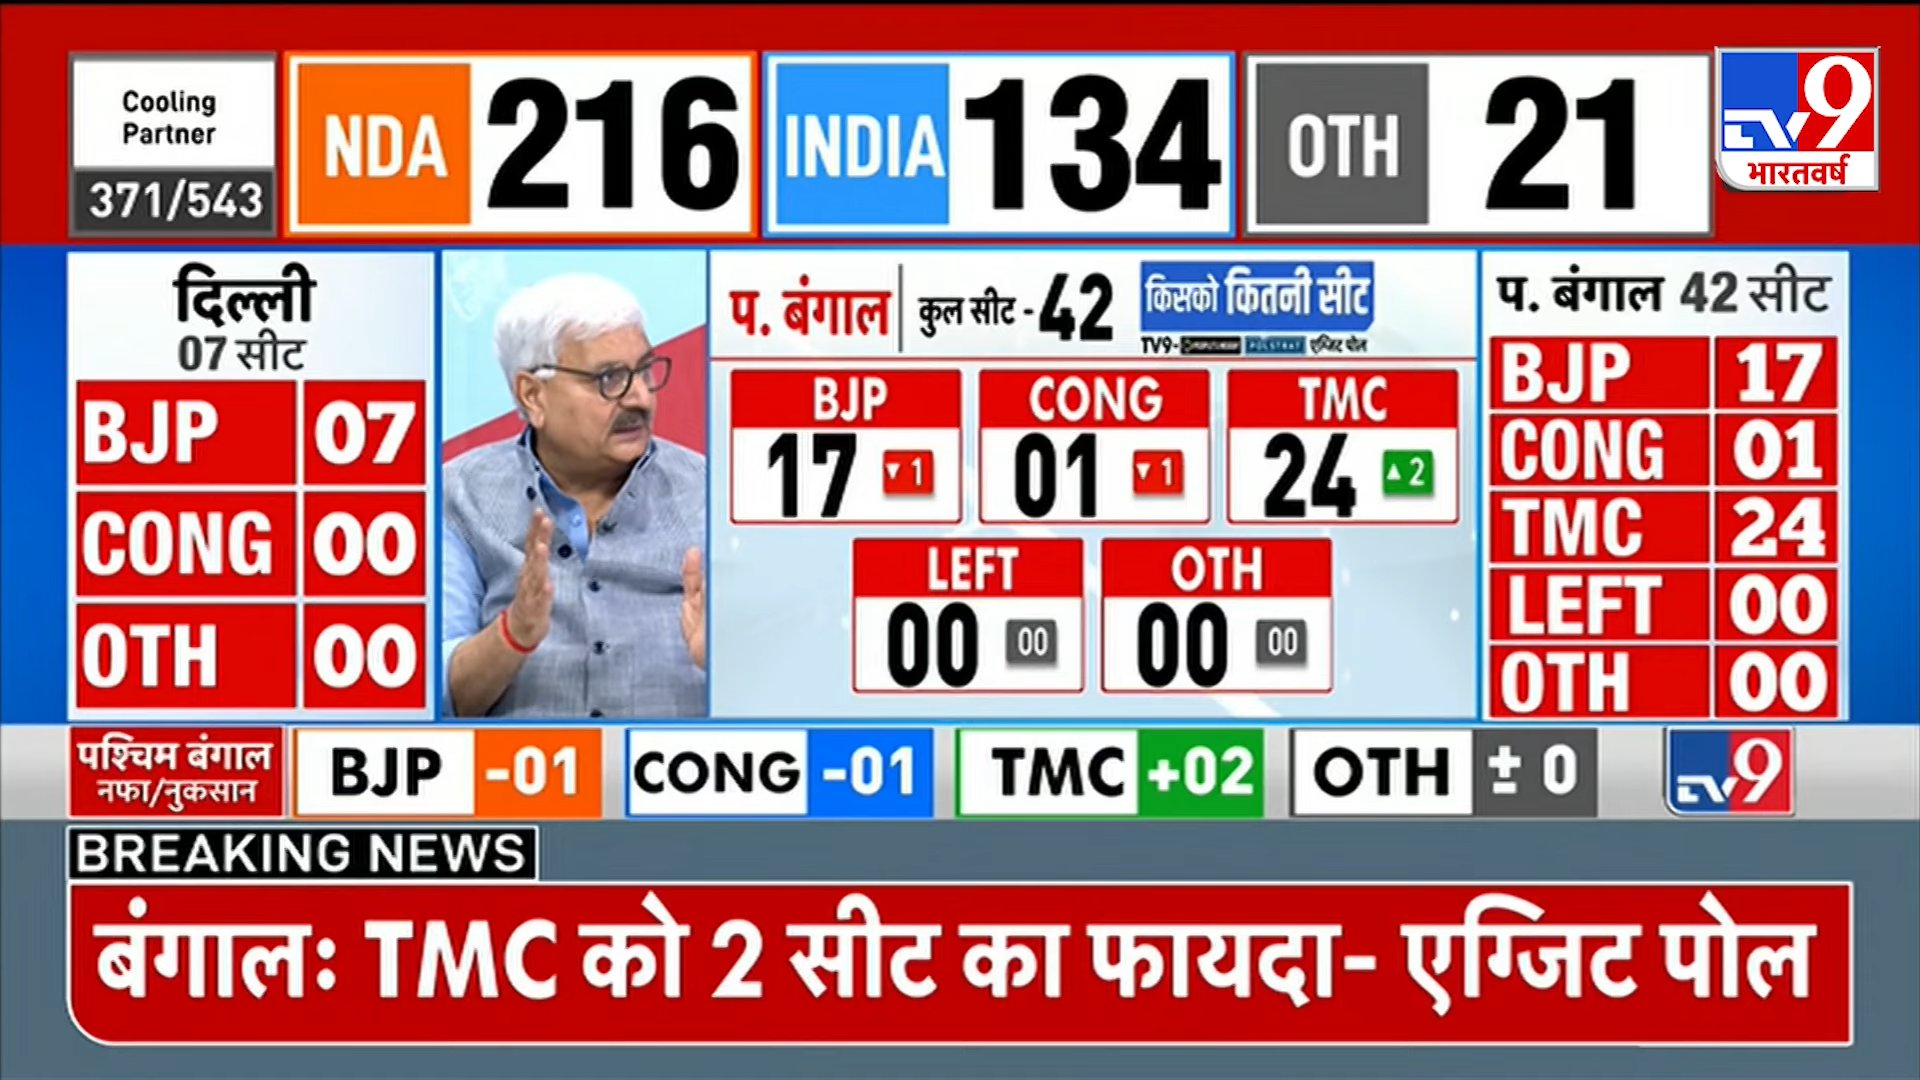 Cooling
Partner
371/543
NDA 216
INDIA 134
OTH 21
TV9
भारतवर्ष
दिल्ली
07 सीट
BJP 07
CONG 00
OTH 00
प. बंगाल कुल सीट - 42 किसको कितनी सीट
TV9- POLSTRAT एग्जिट पोल
BJP CONG TMC
17 ▼ 1 01 ▼ 1 24 ▲ 2
LEFT OTH
00 00 00 00
प. बंगाल 42 सीट
BJP 17
CONG 01
TMC 24
LEFT 00
OTH 00
पश्चिम बंगाल
नफा/नुकसान
BJP -01 CONG -01 TMC +02 OTH ± 0 TV9
BREAKING NEWS
बंगालः TMC को 2 सीट का फायदा- एग्जिट पोल